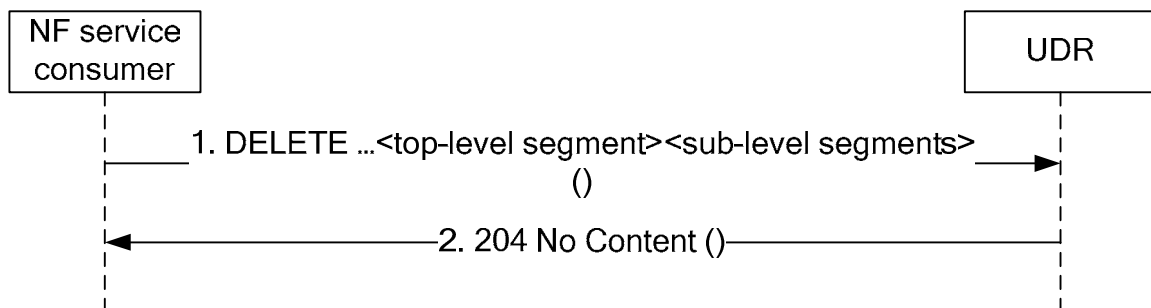 NF service
consumer
UDR
1. DELETE ...<top-level segment><sub-level segments>
()
2. 204 No Content ()